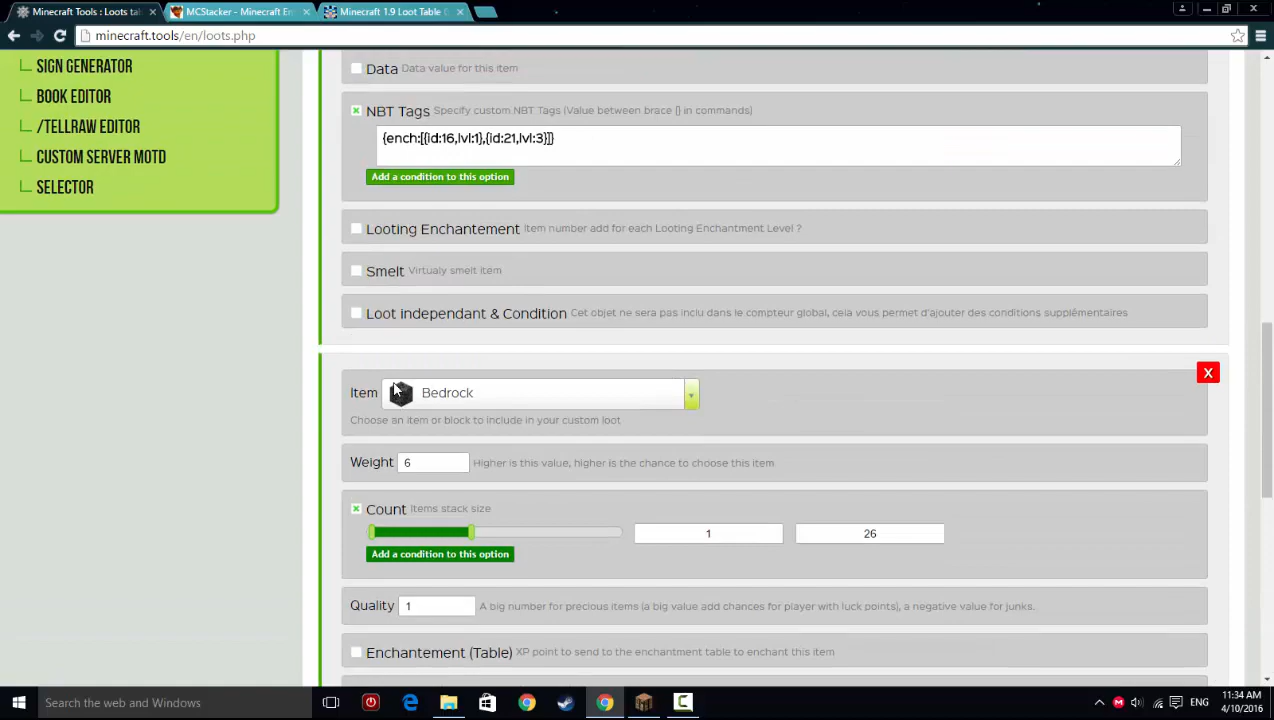 Minecraft Tools : Loots ta
MCStacker - Minecraft En
Minecraft 1.9 Loot Table
minecraft.tools/en/loots.php
SIGN GENERATOR
BOOK EDITOR
/TELLRAW EDITOR
CUSTOM SERVER MOTD
SELECTOR
Data Data value for this item
NBT Tags Specify custom NBT Tags (Value between brace {} in commands)
{ench:[{id:16,lvl:1},{id:21,lvl:3}]}
Add a condition to this option
Looting Enchantement Item number add for each Looting Enchantment Level ?
Smelt Virtualy smelt item
Loot independant & Condition Cet objet ne sera pas inclu dans le compteur global, cela vous permet d'ajouter des conditions supplémentaires
X
Item Bedrock
Choose an item or block to include in your custom loot
Weight 6 Higher is this value, higher is the chance to choose this item
Count Items stack size
1 26
Add a condition to this option
Quality 1 A big number for precious items (a big value add chances for player with luck points), a negative value for junks.
Enchantement (Table) XP point to send to the enchantment table to enchant this item
Search the web and Windows
ENG
11:34 AM
4/10/2016